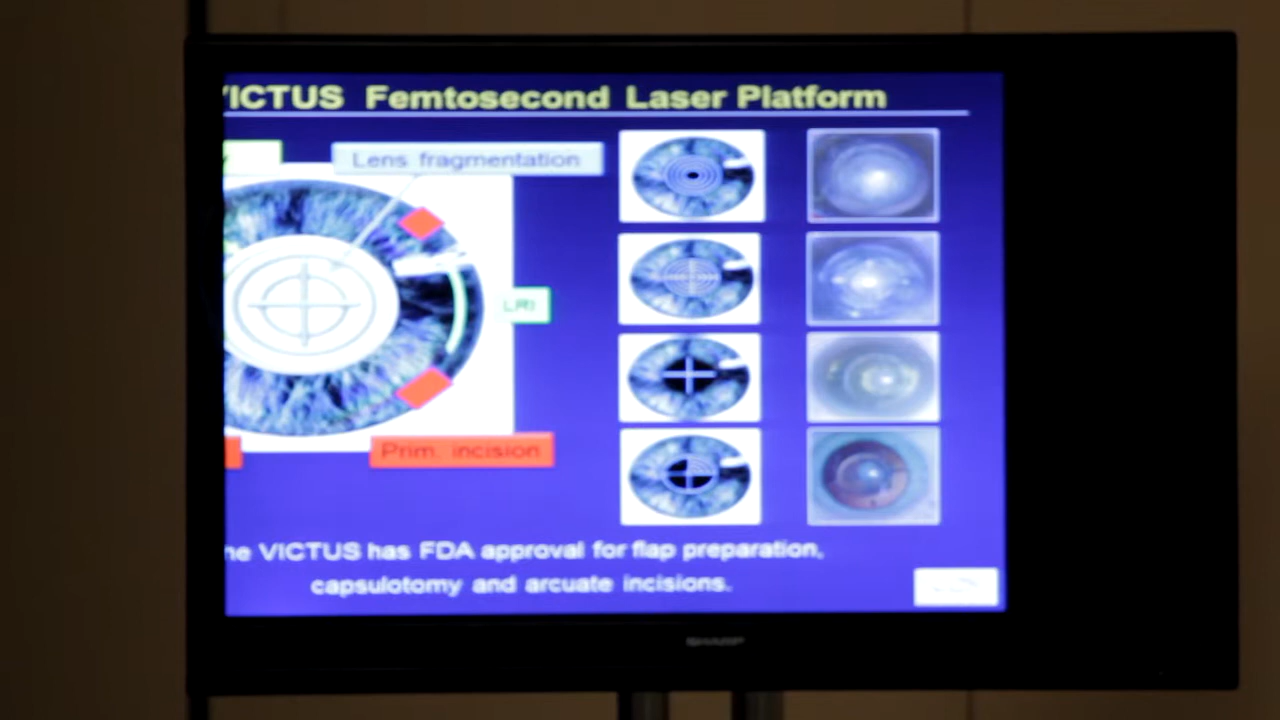 VICTUS Femtosecond Laser Platform
Lens fragmentation
LRI
Prim. incision
he VICTUS has FDA approval for flap preparation,
capsulotomy and arcuate incisions.
SHARP